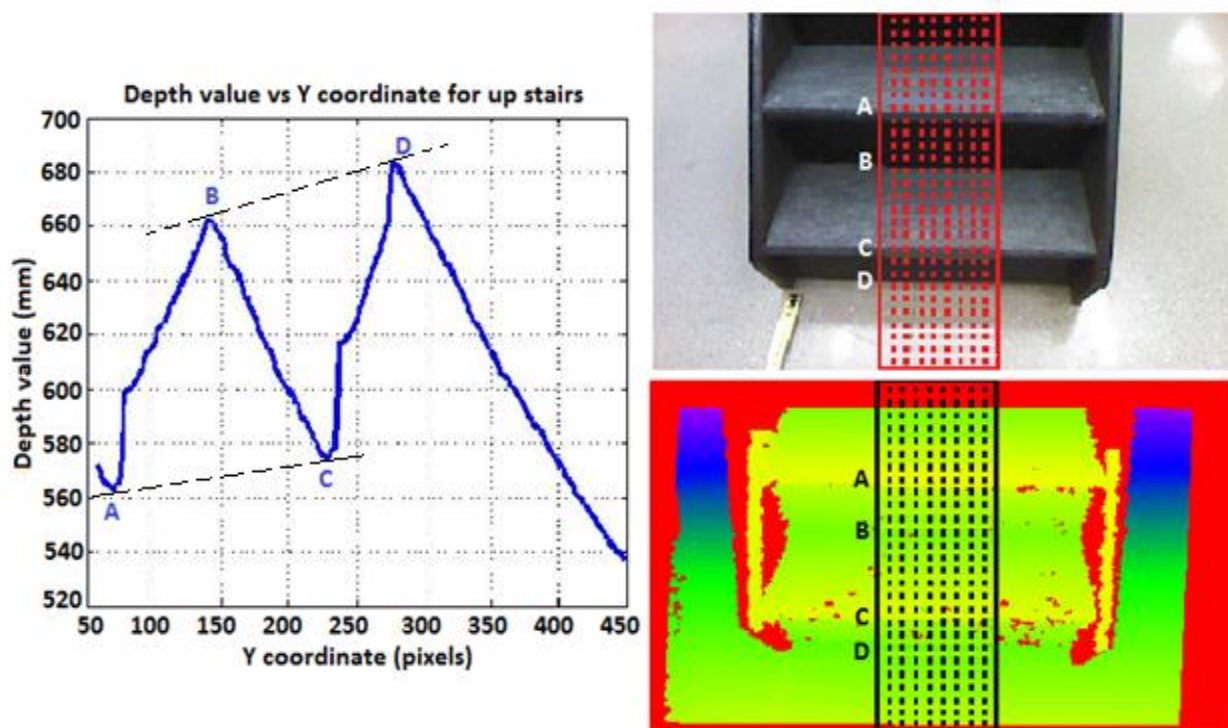 Depth value vs Y coordinate for up stairs
700
680
660
640
620
600
580
560
540
520
50 100 150 200 250 300 350 400 450
Y coordinate (pixels)
Depth value (mm)
A
B
C
D
A
B
C
D
A
B
C
D